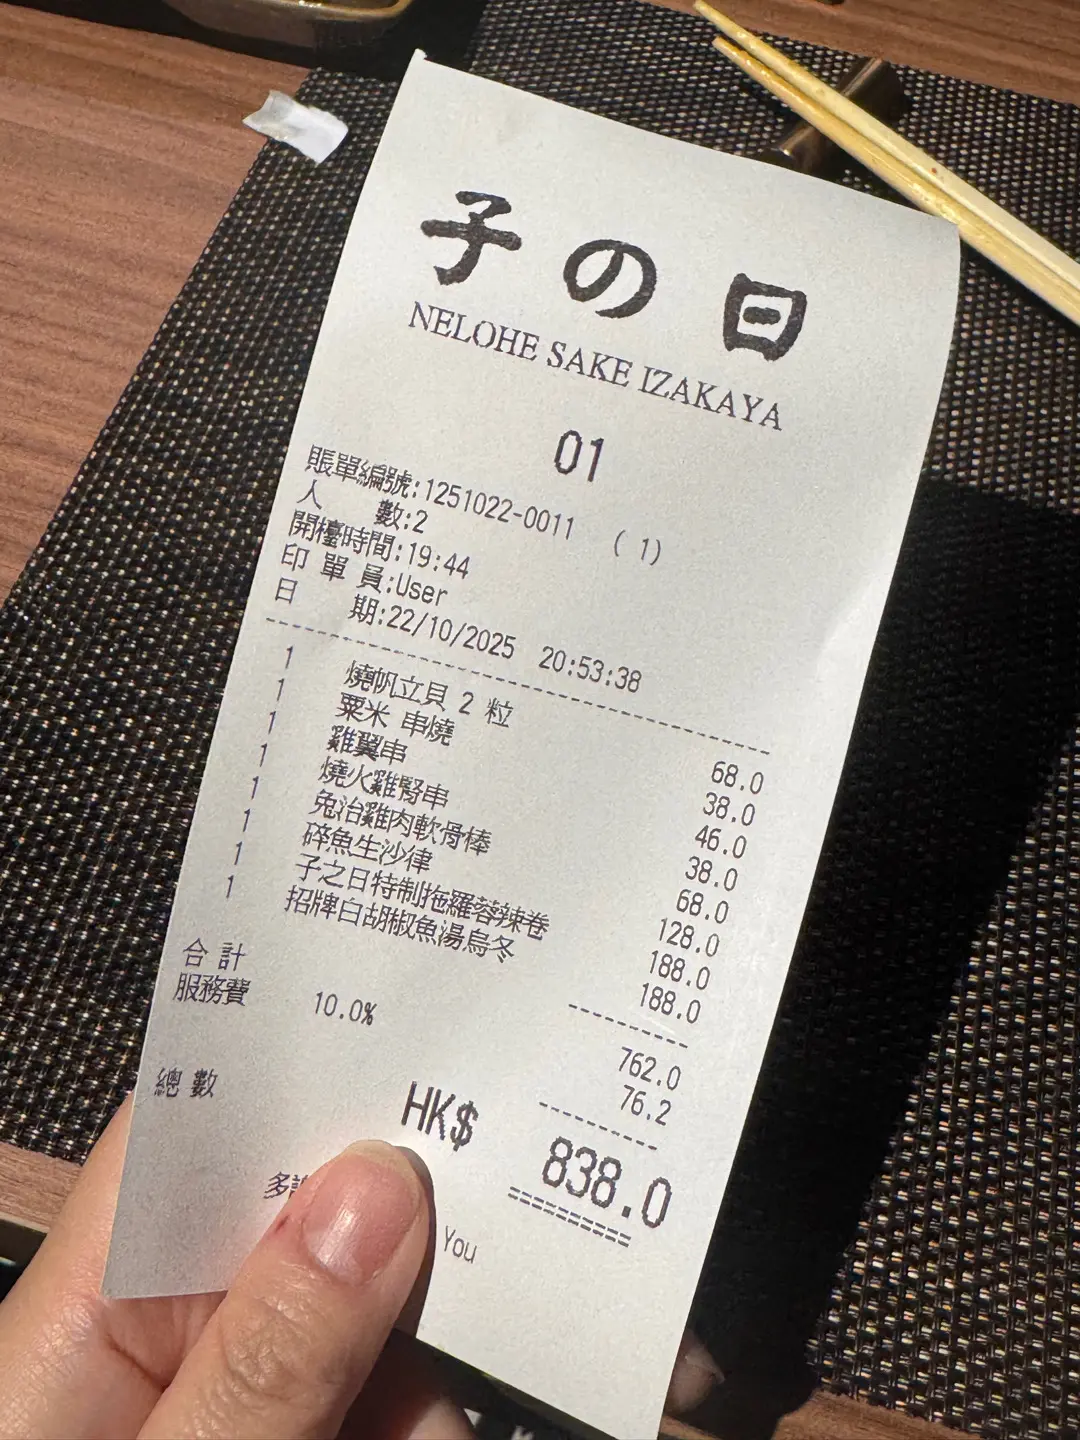 子の日
NELOHE SAKE IZAKAYA
01
賬單編號:1251022-0011 ( 1)
人 數:2
開檯時間:19:44
印 單 員:User
日 期:22/10/2025 20:53:38
1 燒帆立貝 2 粒 68.0
1 粟米 串燒 38.0
1 雞翼串 46.0
1 燒火雞腎串 38.0
1 兔治雞肉軟骨棒 68.0
1 碎魚生沙律 128.0
1 子之日特制拖羅蓉辣卷 188.0
1 招牌白胡椒魚湯烏冬 188.0
合 計 762.0
服務費 10.0% 76.2
總 數 HK$ 838.0
多謝
You